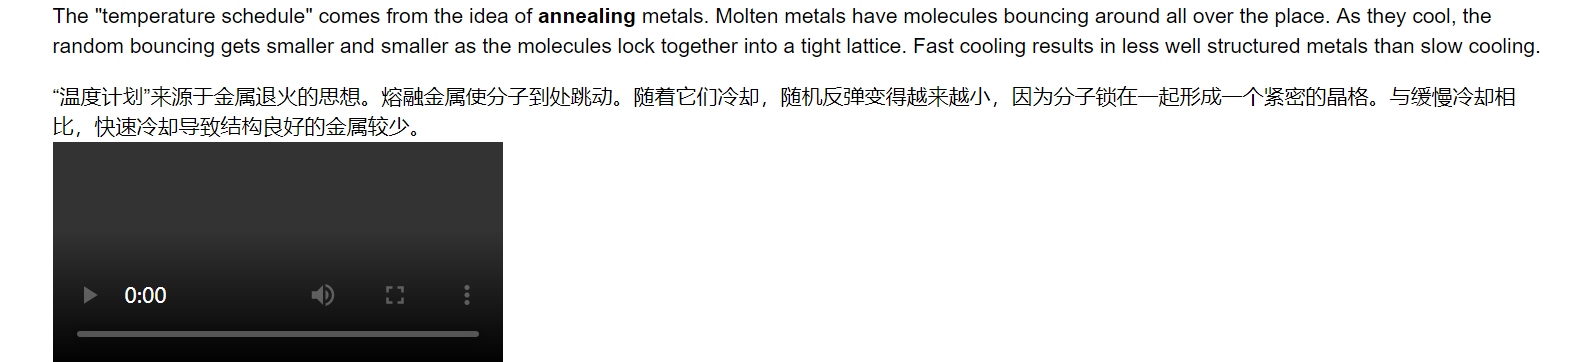 The "temperature schedule" comes from the idea of annealing metals. Molten metals have molecules bouncing around all over the place. As they cool, the
random bouncing gets smaller and smaller as the molecules lock together into a tight lattice. Fast cooling results in less well structured metals than slow cooling.
“温度计划”来源于金属退火的思想。熔融金属使分子到处跳动。随着它们冷却，随机反弹变得越来越小，因为分子锁在一起形成一个紧密的晶格。与缓慢冷却相
比，快速冷却导致结构良好的金属较少。
0:00